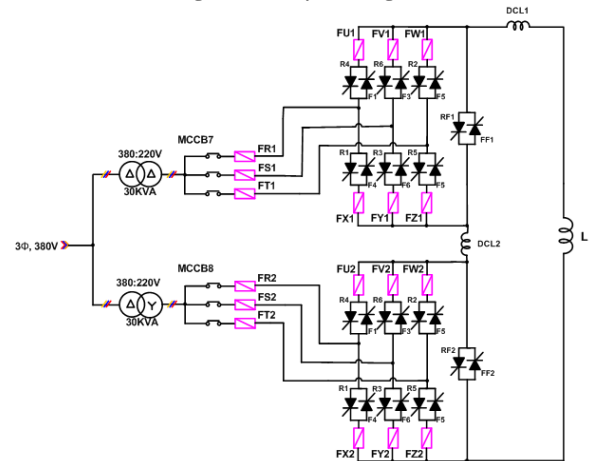 DCL1
FU1 FV1 FW1
R4 R6 R2
F1 F3 F5
RF1
FF1
MCCB7
FR1
380:220V
FS1
R1 R3 R5
FT1
30KVA
F4 F6 F5
FX1 FY1 FZ1
L
3Φ, 380V
DCL2
FU2 FV2 FW2
MCCB8
FR2
380:220V
R4 R6 R2
FS2
F1 F3 F5
FT2
30KVA
RF2
FF2
R1 R3 R5
F4 F6 F5
FX2 FY2 FZ2